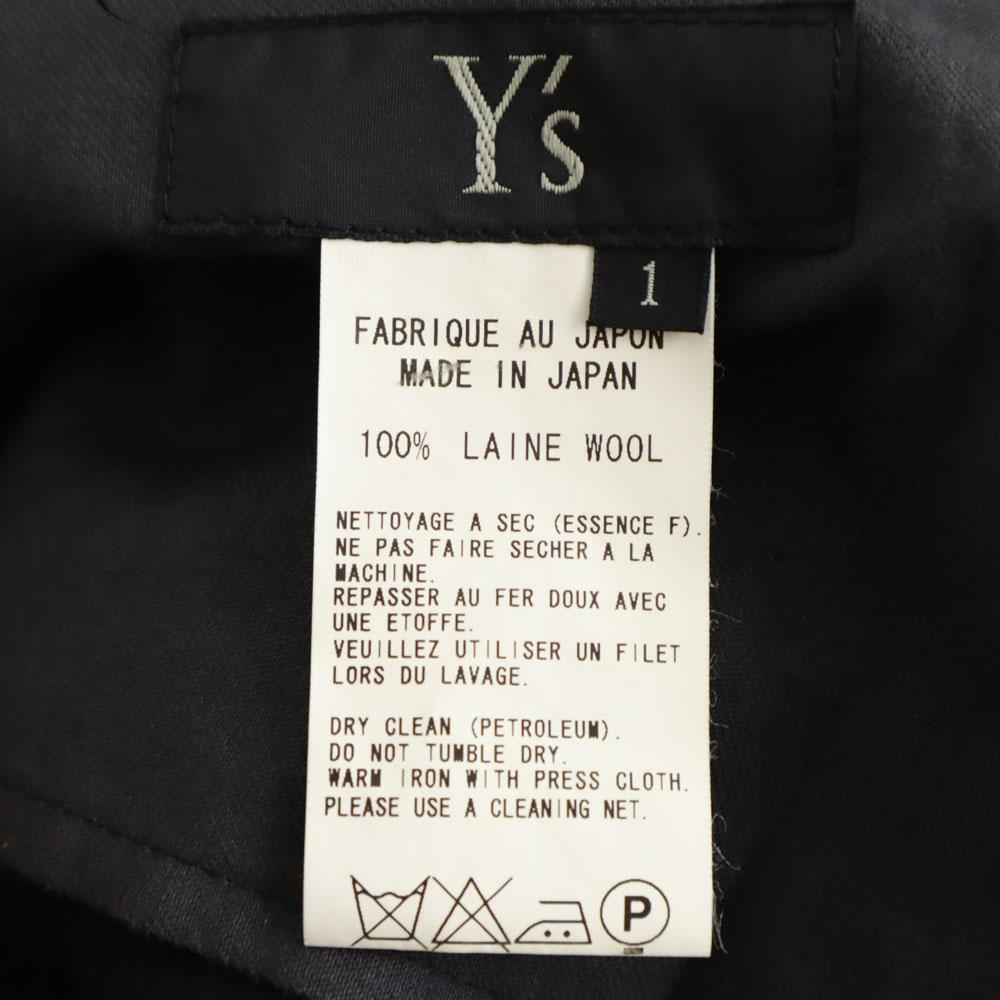 Y's
1
FABRIQUE AU JAPON
MADE IN JAPAN
100% LAINE WOOL
NETTOYAGE A SEC (ESSENCE F).
NE PAS FAIRE SECHER A LA
MACHINE.
REPASSER AU FER DOUX AVEC
UNE ETOFFE.
VEUILLEZ UTILISER UN FILET
LORS DU LAVAGE.
DRY CLEAN (PETROLEUM).
DO NOT TUMBLE DRY.
WARM IRON WITH PRESS CLOTH.
PLEASE USE A CLEANING NET.
P